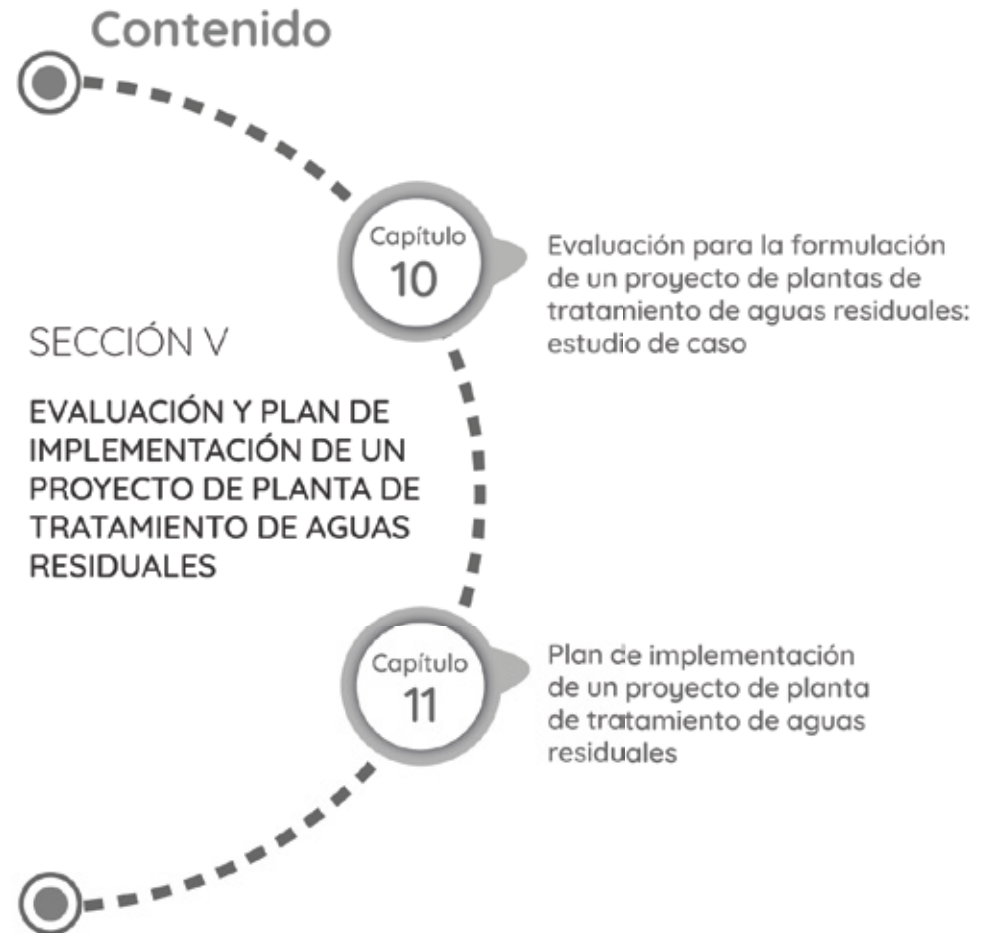 Contenido
Capítulo
10
Evaluación para la formulación
de un proyecto de plantas de
tratamiento de aguas residuales:
estudio de caso
SECCIÓN V
EVALUACIÓN Y PLAN DE
IMPLEMENTACIÓN DE UN
PROYECTO DE PLANTA DE
TRATAMIENTO DE AGUAS
RESIDUALES
Capítulo
11
Plan de implementación
de un proyecto de planta
de tratamiento de aguas
residuales